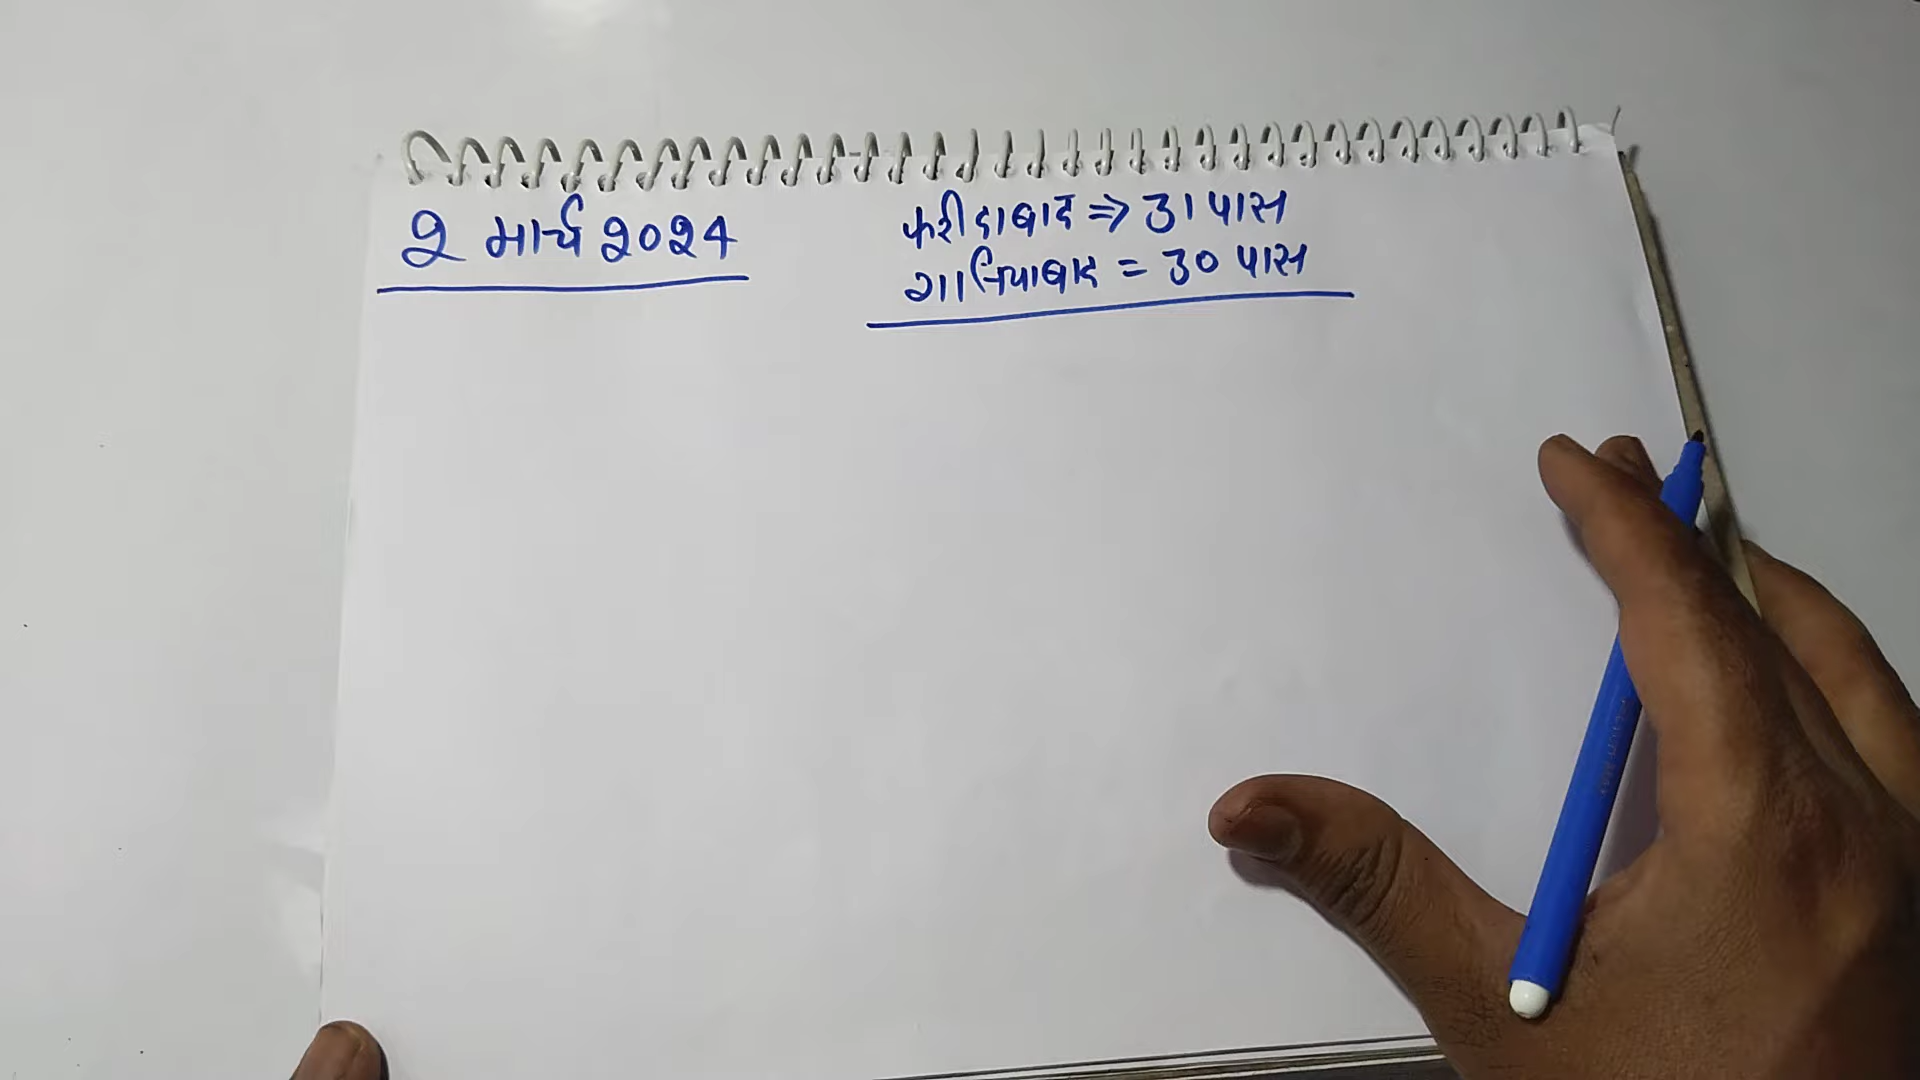 2 मार्च 2024
फरीदाबाद ⇒ 31 पास
गाजियाबाद = 30 पास